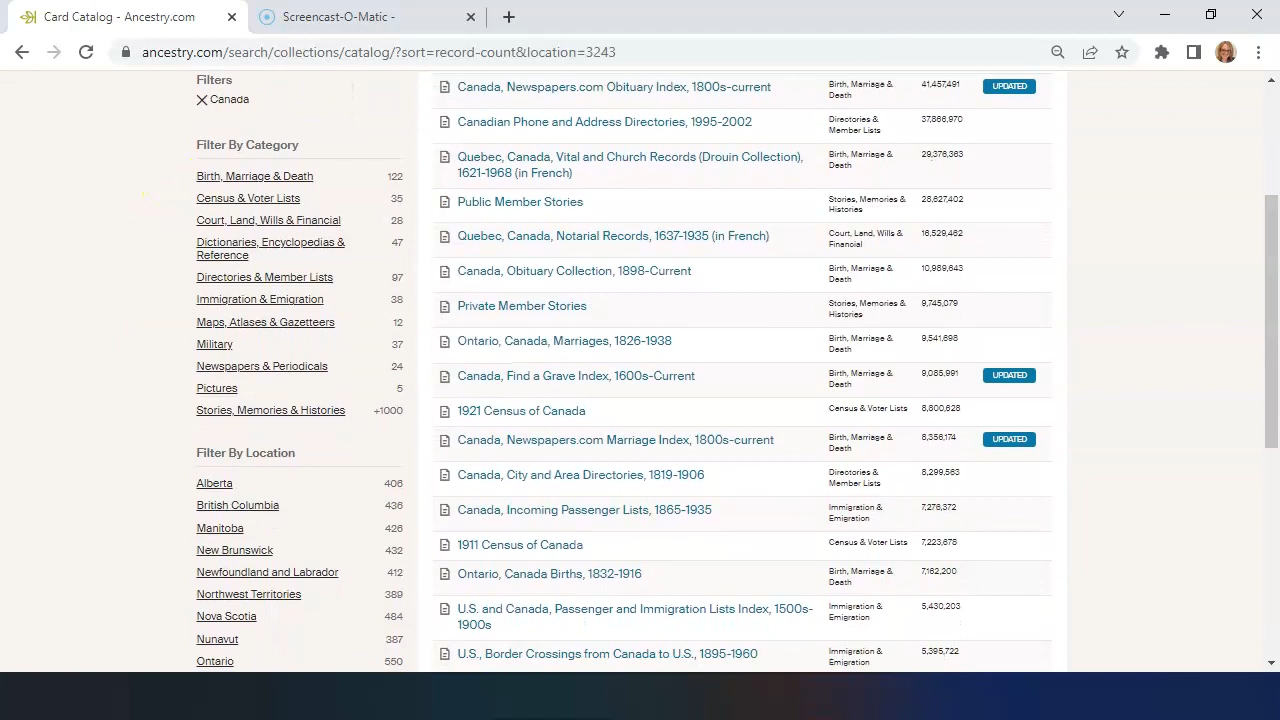 Card Catalog - Ancestry.com
Screencast-O-Matic -
ancestry.com/search/collections/catalog/?sort=record-count&location=3243
Filters
Canada
Filter By Category
Birth, Marriage & Death 122
Census & Voter Lists 35
Court, Land, Wills & Financial 28
Dictionaries, Encyclopedias &
Reference 47
Directories & Member Lists 97
Immigration & Emigration 38
Maps, Atlases & Gazetteers 12
Military 37
Newspapers & Periodicals 24
Pictures 5
Stories, Memories & Histories +1000
Filter By Location
Alberta 406
British Columbia 436
Manitoba 426
New Brunswick 432
Newfoundland and Labrador 412
Northwest Territories 389
Nova Scotia 484
Nunavut 387
Ontario 550
Canada, Newspapers.com Obituary Index, 1800s-current Birth, Marriage & 41,457,491 UPDATED
Death
Canadian Phone and Address Directories, 1995-2002 Directories & 37,866,970
Member Lists
Quebec, Canada, Vital and Church Records (Drouin Collection), Birth, Marriage & 29,376,363
1621-1968 (in French) Death
Public Member Stories Stories, Memories & 28,627,402
Histories
Quebec, Canada, Notarial Records, 1637-1935 (in French) Court, Land, Wills & 16,529,462
Financial
Canada, Obituary Collection, 1898-Current Birth, Marriage & 10,989,643
Death
Private Member Stories Stories, Memories & 9,745,079
Histories
Ontario, Canada, Marriages, 1826-1938 Birth, Marriage & 9,541,698
Death
Canada, Find a Grave Index, 1600s-Current Birth, Marriage & 9,085,991 UPDATED
Death
1921 Census of Canada Census & Voter Lists 8,800,628
Canada, Newspapers.com Marriage Index, 1800s-current Birth, Marriage & 8,356,174 UPDATED
Death
Canada, City and Area Directories, 1819-1906 Directories & 8,299,563
Member Lists
Canada, Incoming Passenger Lists, 1865-1935 Immigration & 7,276,372
Emigration
1911 Census of Canada Census & Voter Lists 7,223,678
Ontario, Canada Births, 1832-1916 Birth, Marriage & 7,162,200
Death
U.S. and Canada, Passenger and Immigration Lists Index, 1500s- Immigration & 5,430,203
1900s Emigration
U.S., Border Crossings from Canada to U.S., 1895-1960 Immigration & 5,395,722
Emigration